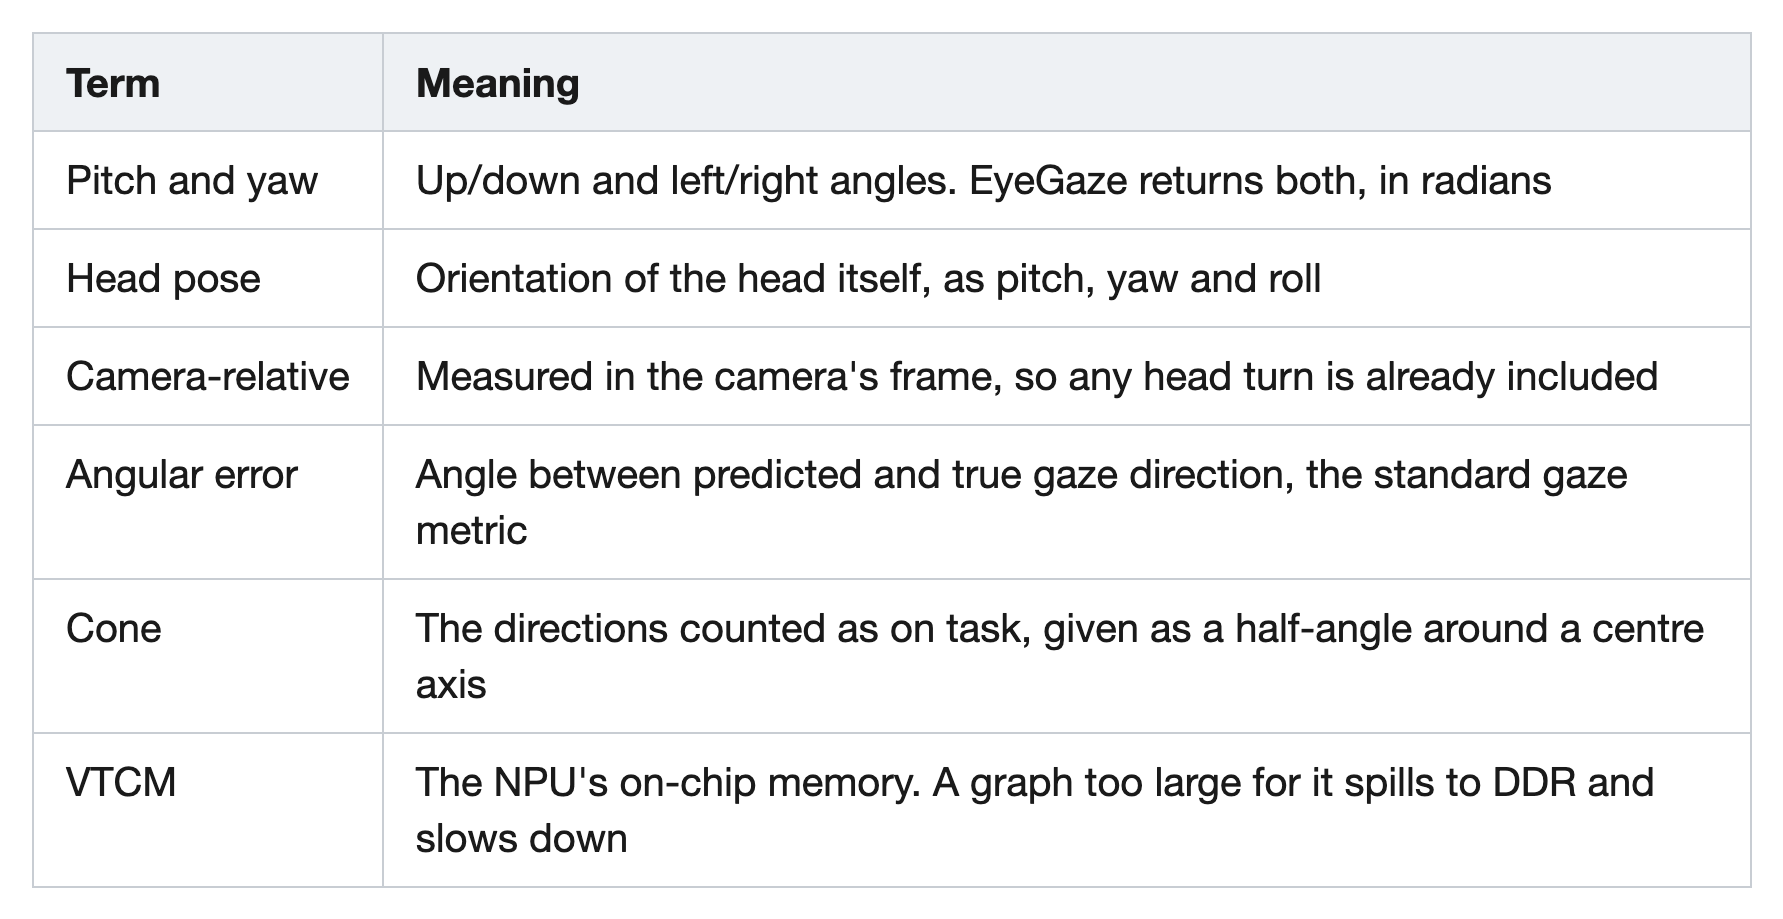 Term Meaning
Pitch and yaw Up/down and left/right angles. EyeGaze returns both, in radians
Head pose Orientation of the head itself, as pitch, yaw and roll
Camera-relative Measured in the camera's frame, so any head turn is already included
Angular error Angle between predicted and true gaze direction, the standard gaze
metric
Cone The directions counted as on task, given as a half-angle around a centre
axis
VTCM The NPU's on-chip memory. A graph too large for it spills to DDR and
slows down